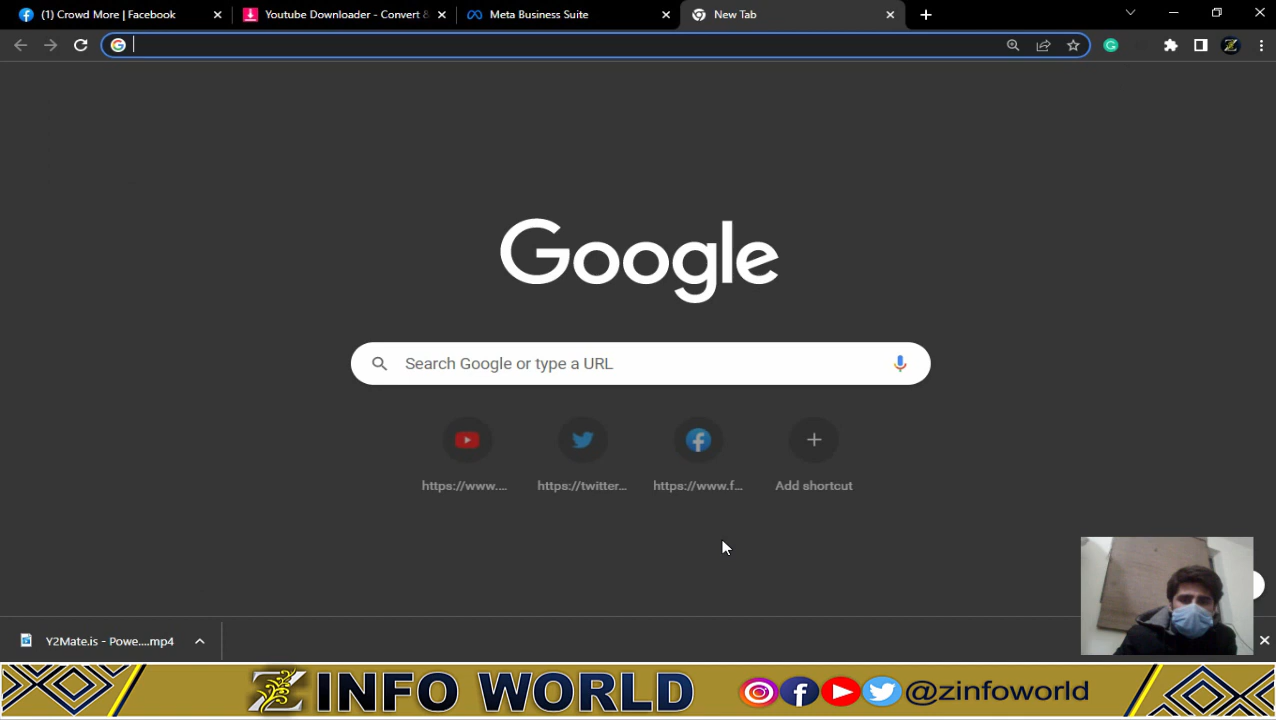 (1) Crowd More | Facebook
Youtube Downloader - Convert &
Meta Business Suite
New Tab
Google
Search Google or type a URL
https://www....
https://twitter...
https://www.f...
Add shortcut
Y2Mate.is - Powe....mp4
Z INFO WORLD
@zinfoworld